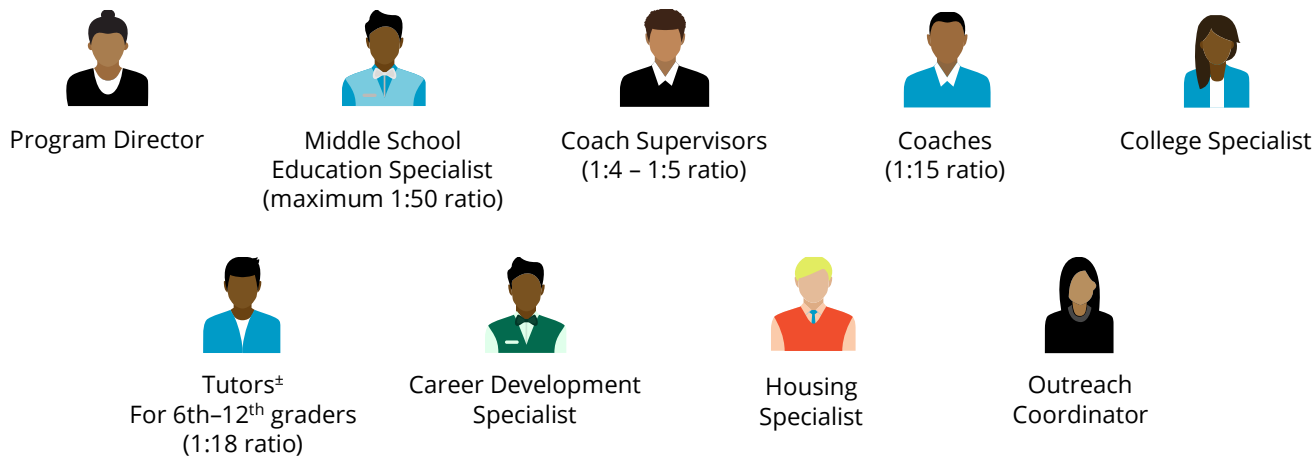 Program Director
Middle School
Education Specialist
(maximum 1:50 ratio)
Coach Supervisors
(1:4 – 1:5 ratio)
Coaches
(1:15 ratio)
College Specialist
Tutors±
For 6th–12th graders
(1:18 ratio)
Career Development
Specialist
Housing
Specialist
Outreach
Coordinator